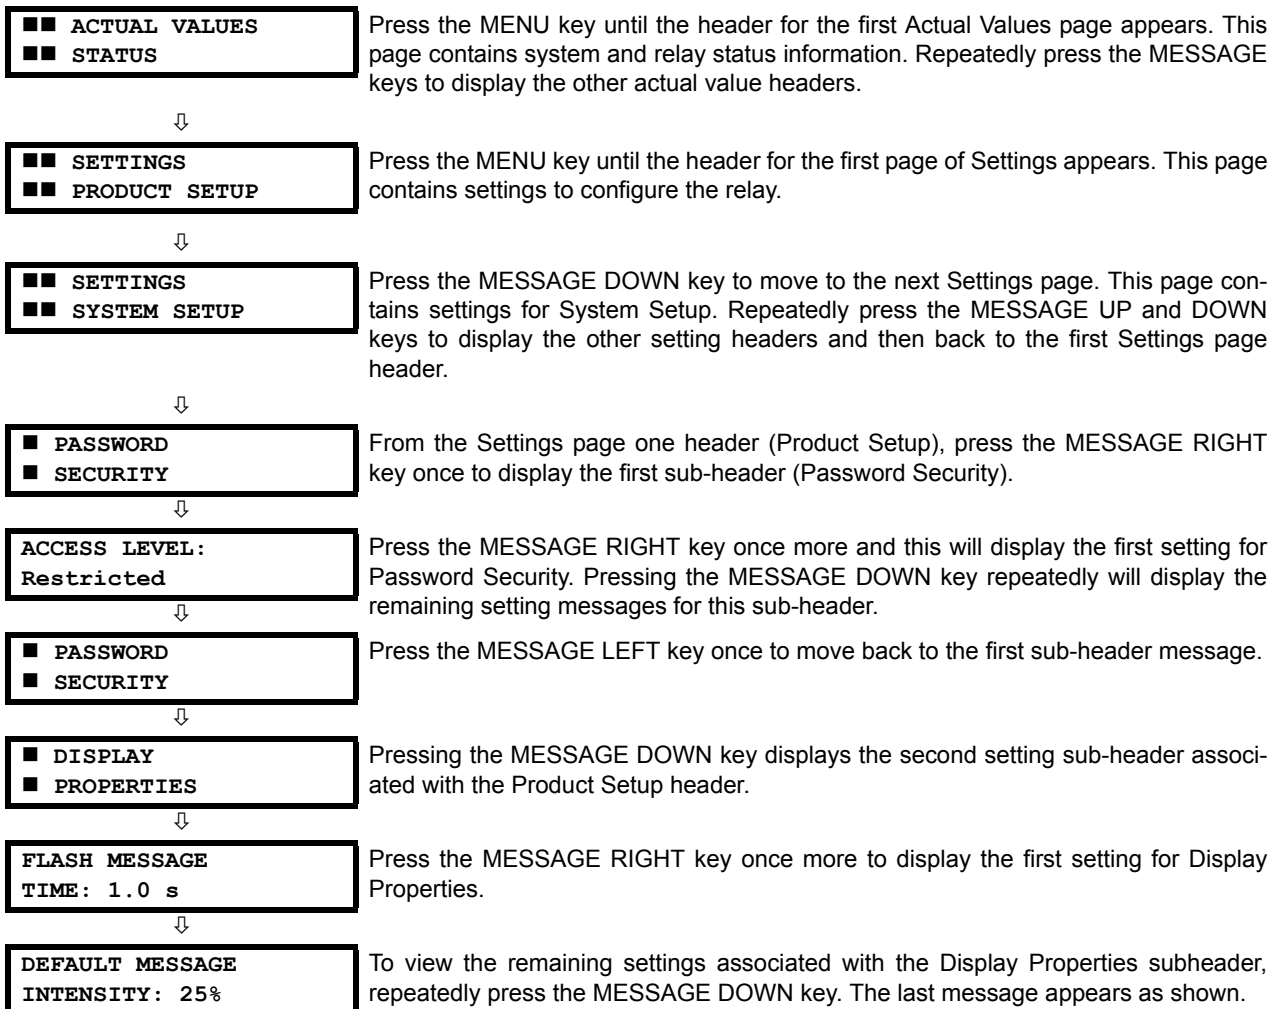 ■■ ACTUAL VALUES
■■ STATUS
Press the MENU key until the header for the first Actual Values page appears. This
page contains system and relay status information. Repeatedly press the MESSAGE
keys to display the other actual value headers.
⇩
■■ SETTINGS
■■ PRODUCT SETUP
Press the MENU key until the header for the first page of Settings appears. This page
contains settings to configure the relay.
⇩
■■ SETTINGS
■■ SYSTEM SETUP
Press the MESSAGE DOWN key to move to the next Settings page. This page con-
tains settings for System Setup. Repeatedly press the MESSAGE UP and DOWN
keys to display the other setting headers and then back to the first Settings page
header.
⇩
■ PASSWORD
■ SECURITY
From the Settings page one header (Product Setup), press the MESSAGE RIGHT
key once to display the first sub-header (Password Security).
⇩
ACCESS LEVEL:
Restricted
Press the MESSAGE RIGHT key once more and this will display the first setting for
Password Security. Pressing the MESSAGE DOWN key repeatedly will display the
remaining setting messages for this sub-header.
⇩
■ PASSWORD
■ SECURITY
Press the MESSAGE LEFT key once to move back to the first sub-header message.
⇩
■ DISPLAY
■ PROPERTIES
Pressing the MESSAGE DOWN key displays the second setting sub-header associ-
ated with the Product Setup header.
⇩
FLASH MESSAGE
TIME: 1.0 s
Press the MESSAGE RIGHT key once more to display the first setting for Display
Properties.
⇩
DEFAULT MESSAGE
INTENSITY: 25%
To view the remaining settings associated with the Display Properties subheader,
repeatedly press the MESSAGE DOWN key. The last message appears as shown.